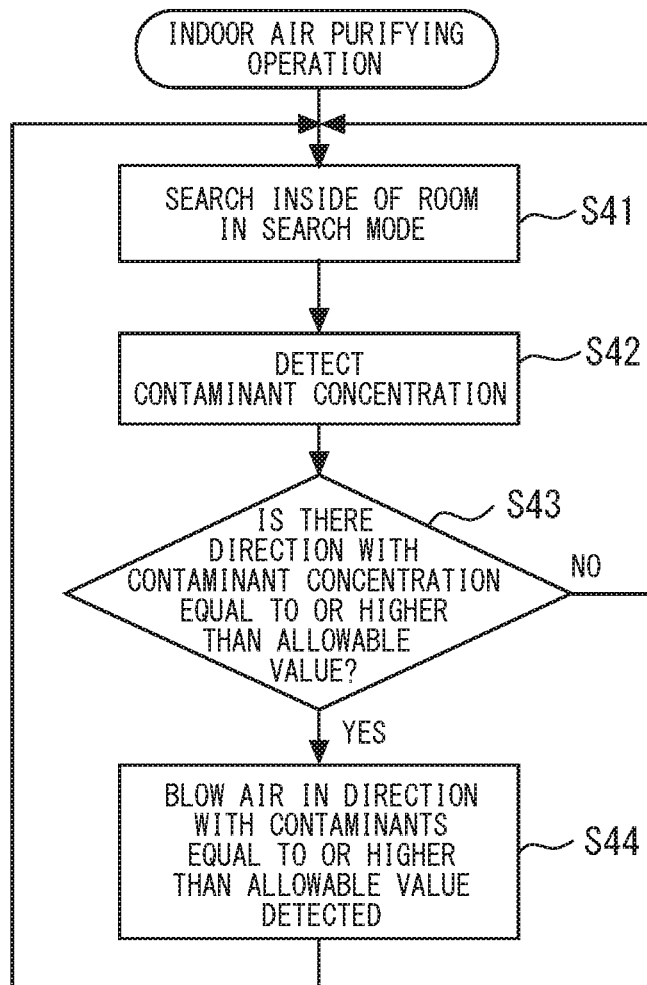 INDOOR AIR PURIFYING
OPERATION
SEARCH INSIDE OF ROOM
IN SEARCH MODE
S41
DETECT
CONTAMINANT CONCENTRATION
S42
IS THERE
DIRECTION WITH
CONTAMINANT CONCENTRATION
EQUAL TO OR HIGHER
THAN ALLOWABLE
VALUE?
S43
NO
YES
BLOW AIR IN DIRECTION
WITH CONTAMINANTS
EQUAL TO OR HIGHER
THAN ALLOWABLE VALUE
DETECTED
S44